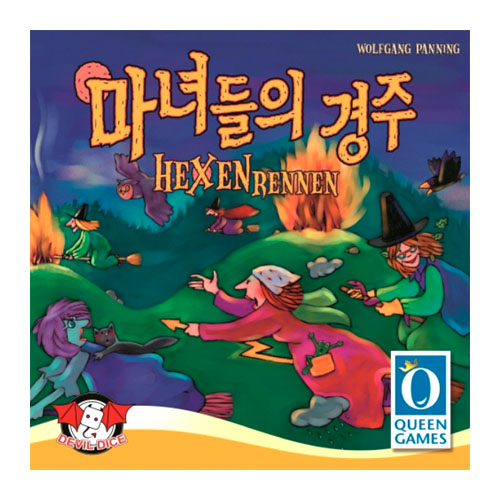 WOLFGANG PANNING
마녀들의 경주
HEXENRENNEN
DEVIL DICE
QUEEN
GAMES